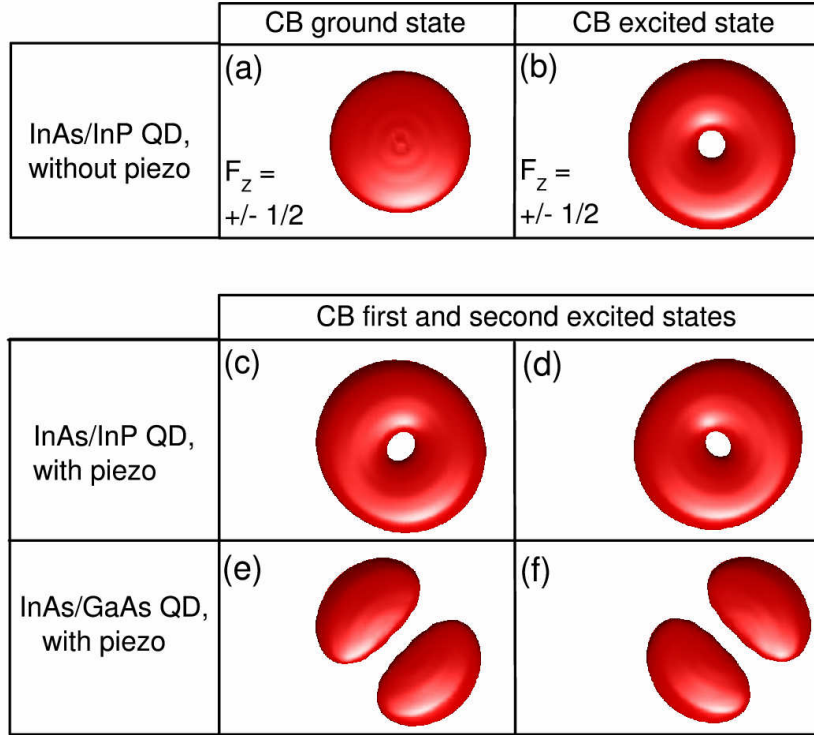 CB ground state
CB excited state
InAs/InP QD,
without piezo
(a)
F_z =
+/- 1/2
(b)
F_z =
+/- 1/2
CB first and second excited states
InAs/InP QD,
with piezo
(c)
(d)
InAs/GaAs QD,
with piezo
(e)
(f)